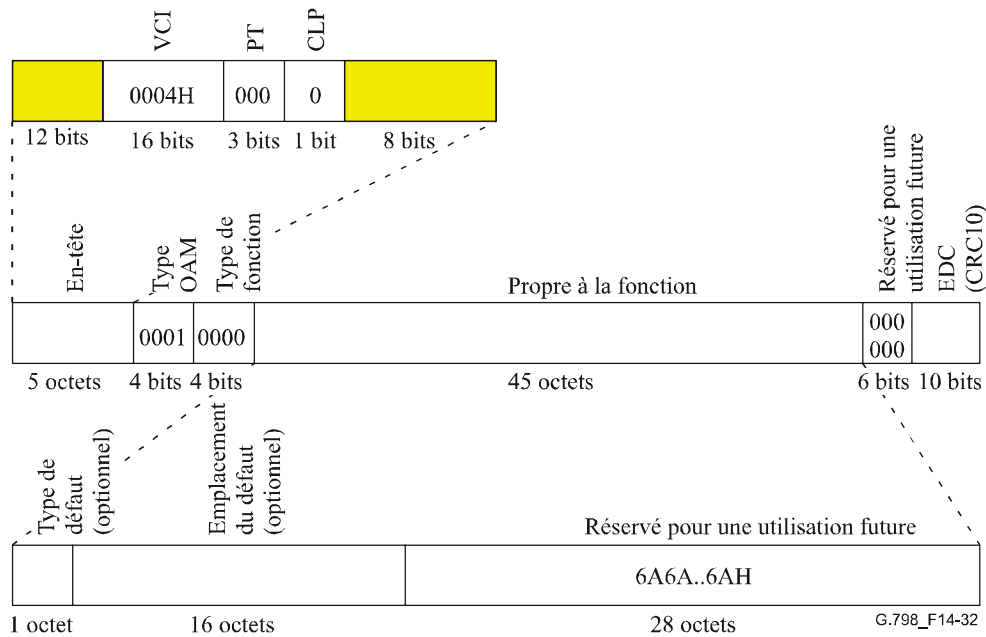 VCI
PT
CLP
0004H
000
0
12 bits
16 bits
3 bits
1 bit
8 bits
En-tête
Type
OAM
Type de
fonction
Propre à la fonction
Réservé pour une
utilisation future
EDC
(CRC10)
0001
0000
000
000
5 octets
4 bits
4 bits
45 octets
6 bits
10 bits
Type de
défaut
(optionnel)
Emplacement
du défaut
(optionnel)
Réservé pour une utilisation future
6A6A..6AH
1 octet
16 octets
28 octets
G.798_F14-32